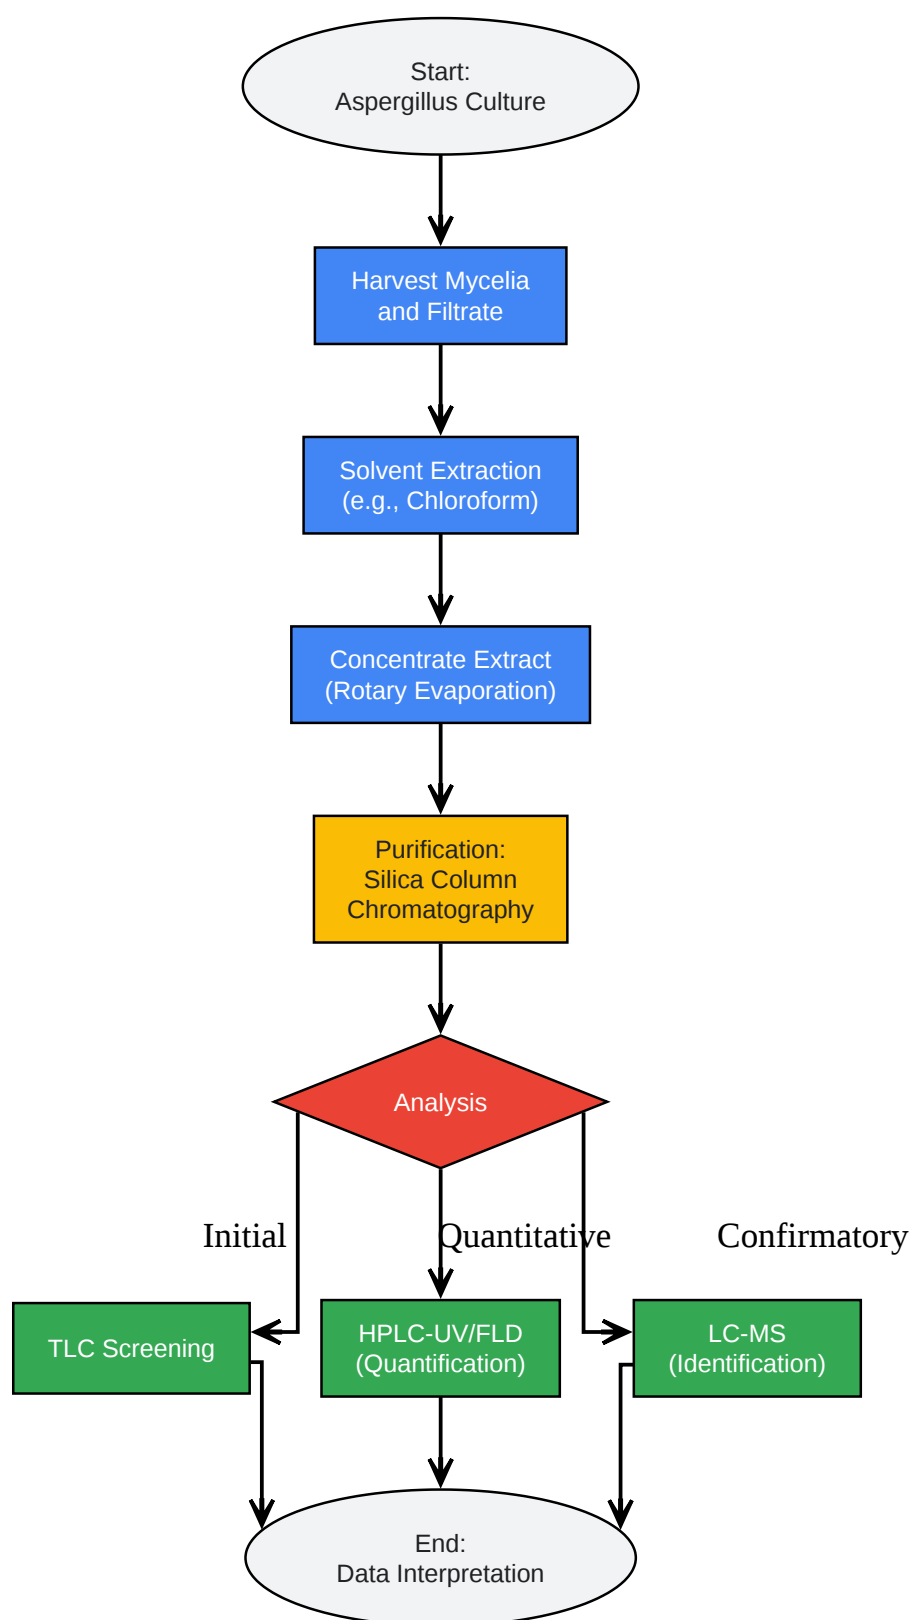 Start:
Aspergillus Culture
Harvest Mycelia
and Filtrate
Solvent Extraction
(e.g., Chloroform)
Concentrate Extract
(Rotary Evaporation)
Purification:
Silica Column
Chromatography
Analysis
Initial
Quantitative
Confirmatory
TLC Screening
HPLC-UV/FLD
(Quantification)
LC-MS
(Identification)
End:
Data Interpretation